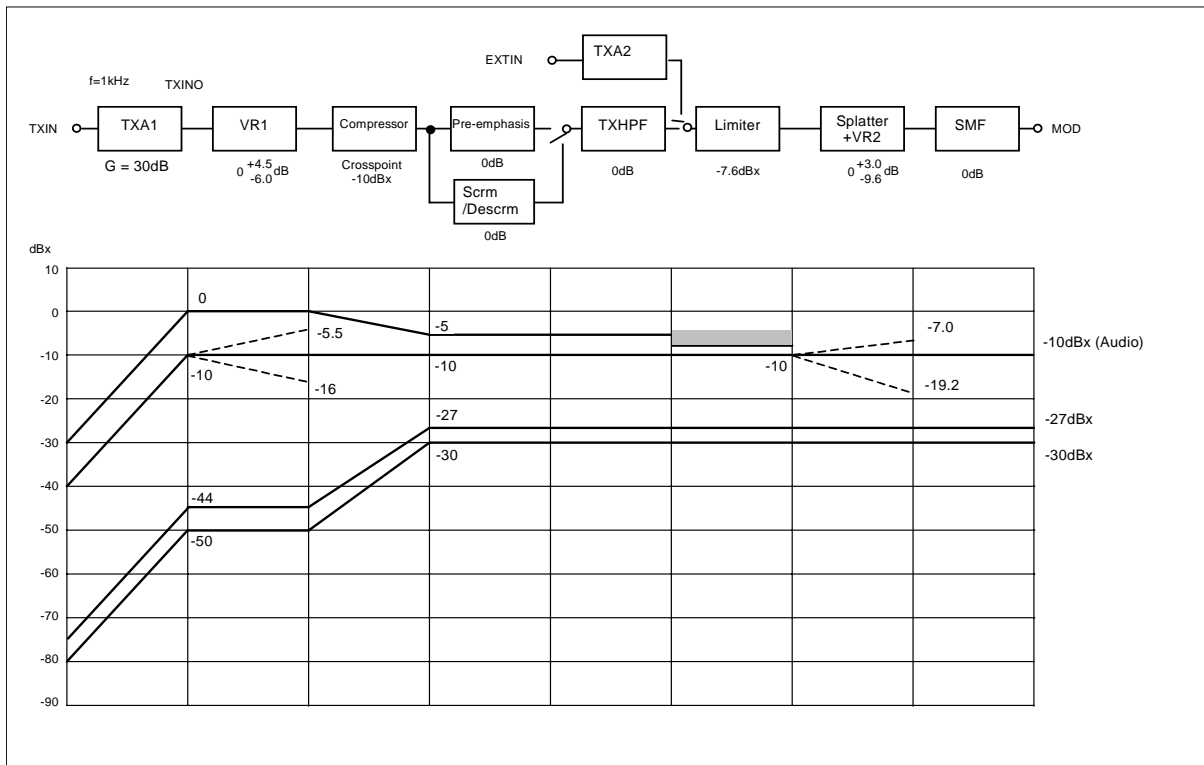 EXTIN
TXA2
f=1kHz
TXINO
TXIN
TXA1
VR1
Compressor
Pre-emphasis
TXHPF
Limiter
Splatter
+VR2
SMF
MOD
G = 30dB
0 +4.5 -6.0 dB
Crosspoint
-10dBx
0dB
0dB
-7.6dBx
0 +3.0 -9.6 dB
0dB
Scrm
/Descrm
0dB
dBx
10
0
-10
-20
-30
-40
-50
-60
-70
-80
-90
0
-5.5
-5
-7.0
-10dBx (Audio)
-10
-10
-10
-16
-19.2
-27
-27dBx
-30
-30dBx
-44
-50